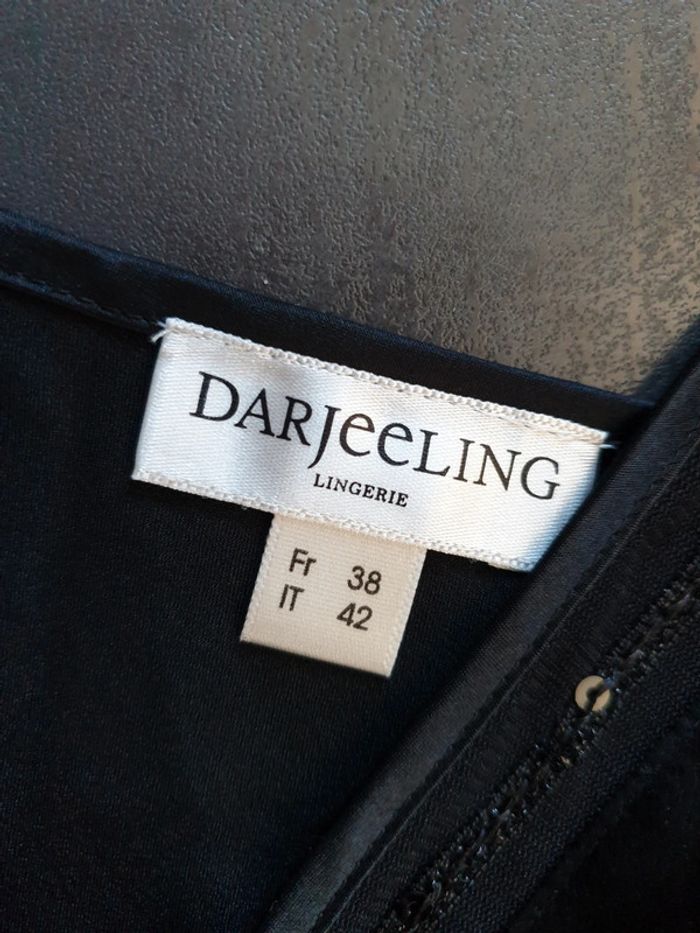 DARJeeLING
LINGERIE
Fr 38
IT 42